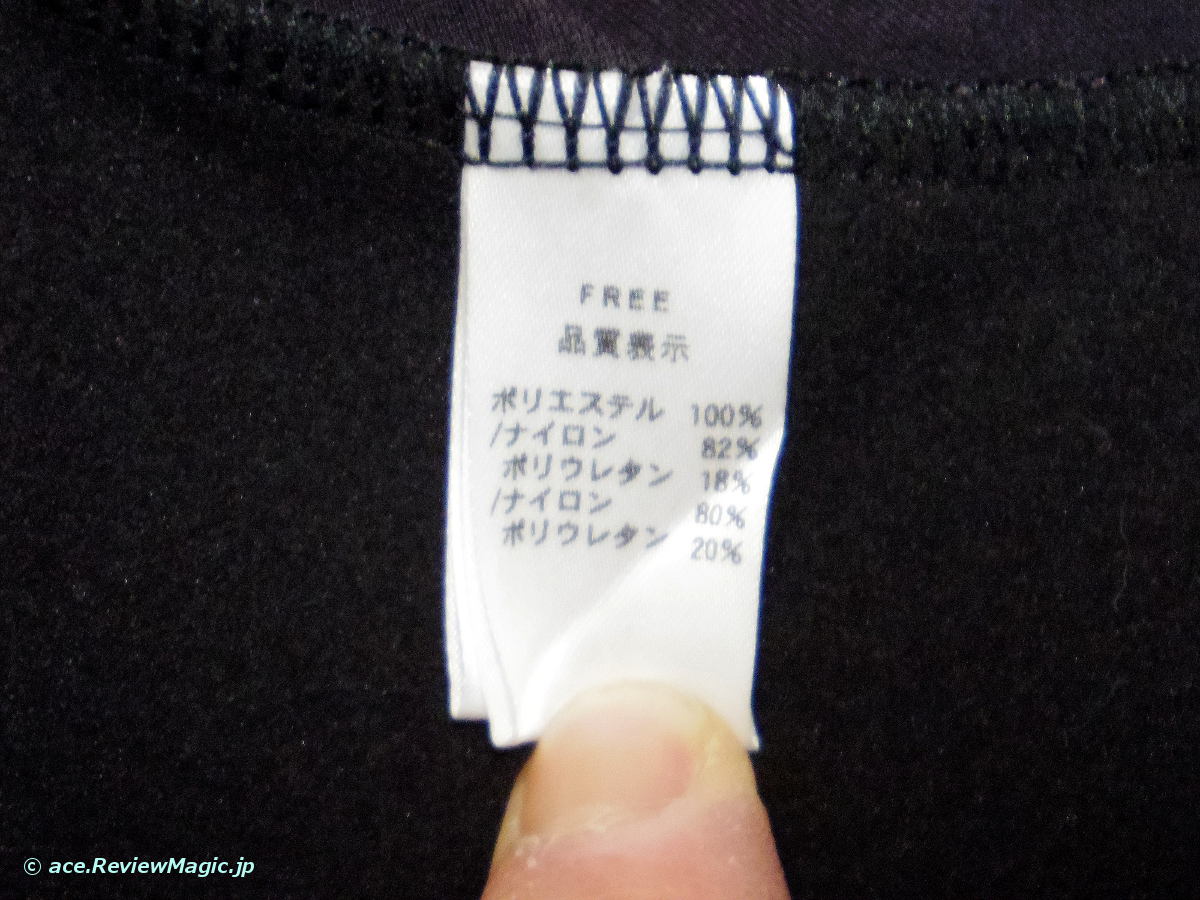 FREE
品質表示
ポリエステル 100%
/ナイロン 82%
ポリウレタン 18%
/ナイロン 80%
ポリウレタン 20%
© ace.ReviewMagic.jp